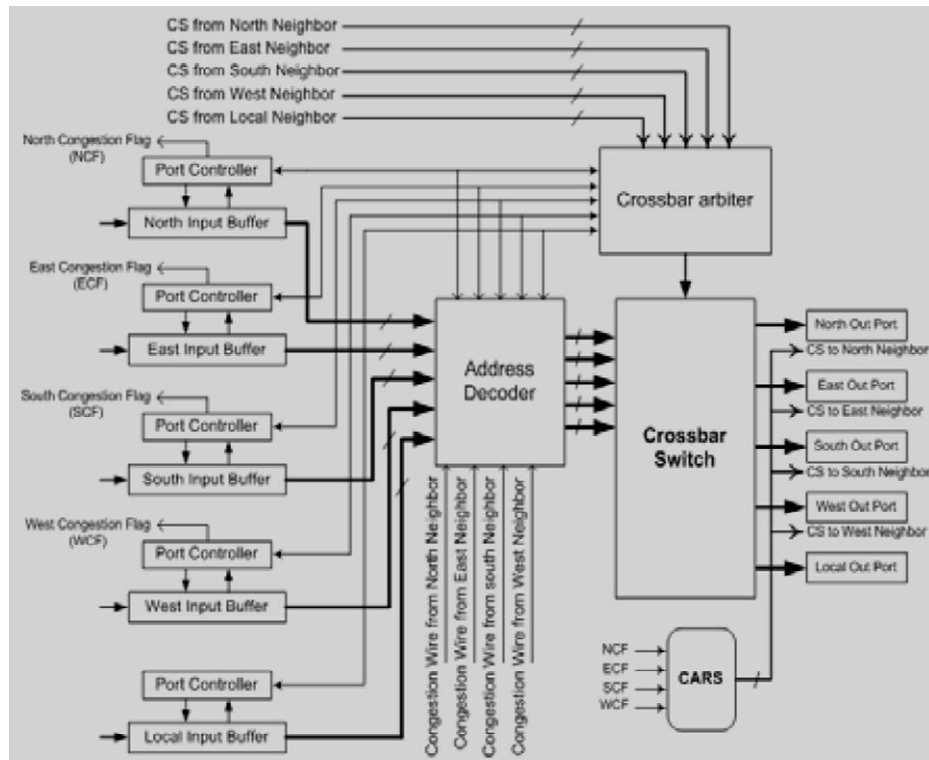 CS from North Neighbor
CS from East Neighbor
CS from South Neighbor
CS from West Neighbor
CS from Local Neighbor
North Congestion Flag
(NCF)
Port Controller
North Input Buffer
East Congestion Flag
(ECF)
Port Controller
East Input Buffer
South Congestion Flag
(SCF)
Port Controller
South Input Buffer
West Congestion Flag
(WCF)
Port Controller
West Input Buffer
Port Controller
Local Input Buffer
Crossbar arbiter
Address
Decoder
Congestion Wire from North Neighbor
Congestion Wire from East Neighbor
Congestion Wire from south Neighbor
Congestion Wire from West Neighbor
Crossbar
Switch
North Out Port
CS to North Neighbor
East Out Port
CS to East Neighbor
South Out Port
CS to South Neighbor
West Out Port
CS to West Neighbor
Local Out Port
NCF
ECF
SCF
WCF
CARS